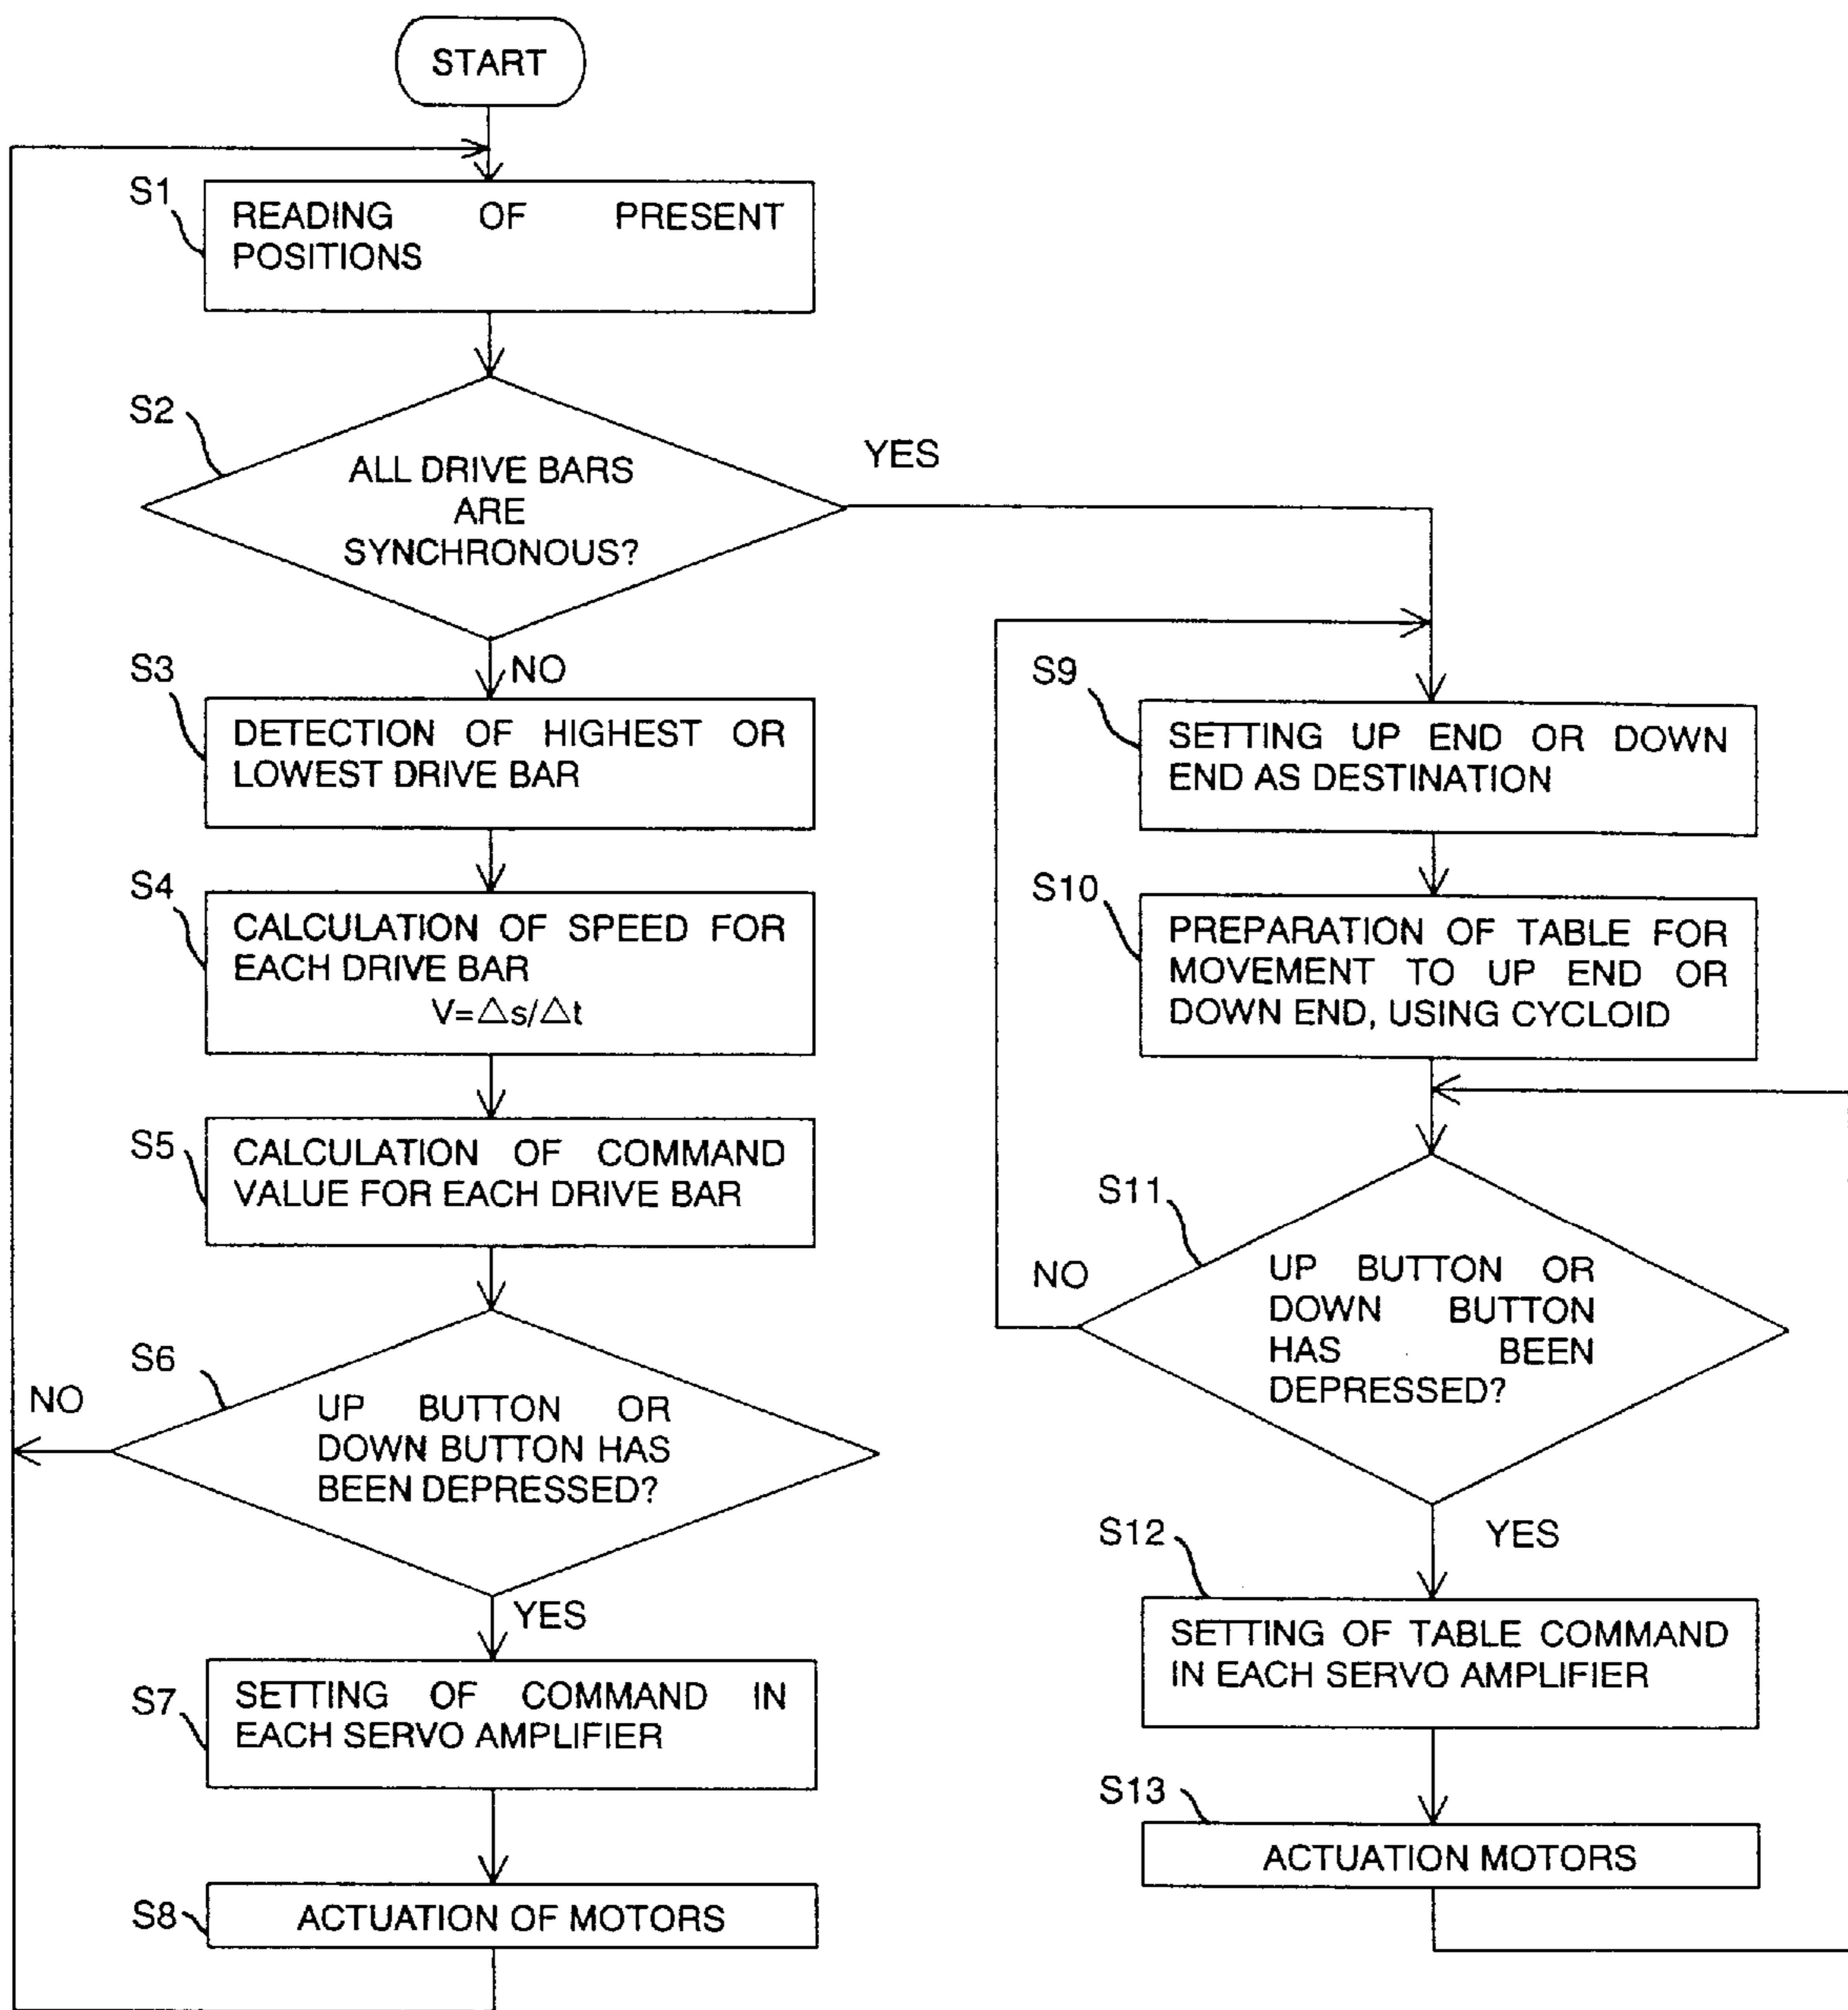 START
S1
READING OF PRESENT
POSITIONS
S2
ALL DRIVE BARS
ARE
SYNCHRONOUS?
YES
NO
S3
DETECTION OF HIGHEST OR
LOWEST DRIVE BAR
S4
CALCULATION OF SPEED FOR
EACH DRIVE BAR
V=△s/△t
S5
CALCULATION OF COMMAND
VALUE FOR EACH DRIVE BAR
S6
NO
UP BUTTON OR
DOWN BUTTON HAS
BEEN DEPRESSED?
YES
S7
SETTING OF COMMAND IN
EACH SERVO AMPLIFIER
S8
ACTUATION OF MOTORS
S9
SETTING UP END OR DOWN
END AS DESTINATION
S10
PREPARATION OF TABLE FOR
MOVEMENT TO UP END OR
DOWN END, USING CYCLOID
S11
NO
UP BUTTON OR
DOWN BUTTON
HAS BEEN
DEPRESSED?
YES
S12
SETTING OF TABLE COMMAND
IN EACH SERVO AMPLIFIER
S13
ACTUATION MOTORS